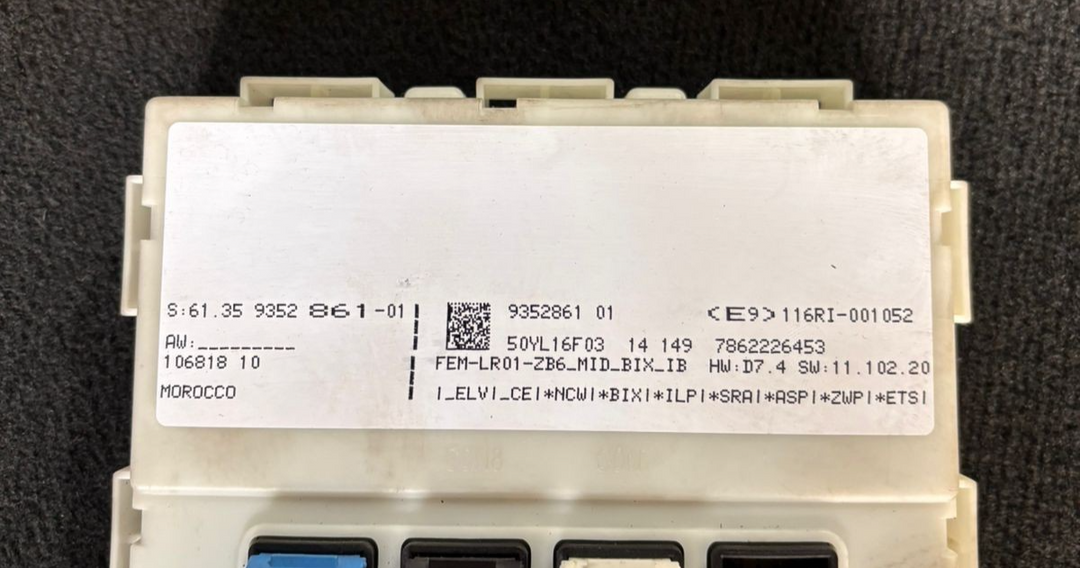 S:61.35 9352 861-01
AW:_________
106818 10
MOROCCO
9352861 01
<E9>116RI-001052
50YL16F03 14 149 7862226453
FEM-LR01-ZB6_MID_BIX_IB HW:D7.4 SW:11.102.20
|_ELV|_CE|*NCW|*BIX|*ILP|*SRA|*ASP|*ZWP|*ETS|